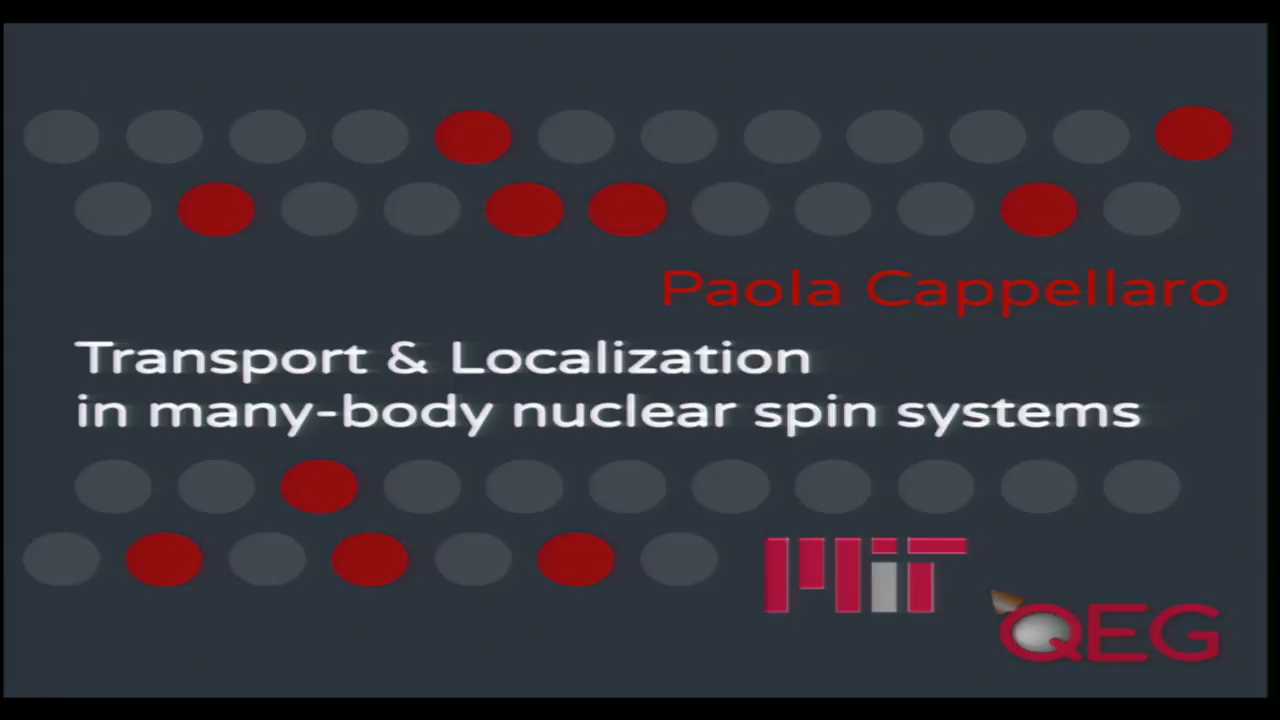 Paola Cappellaro
Transport & Localization
in many-body nuclear spin systems
MIT
QEG